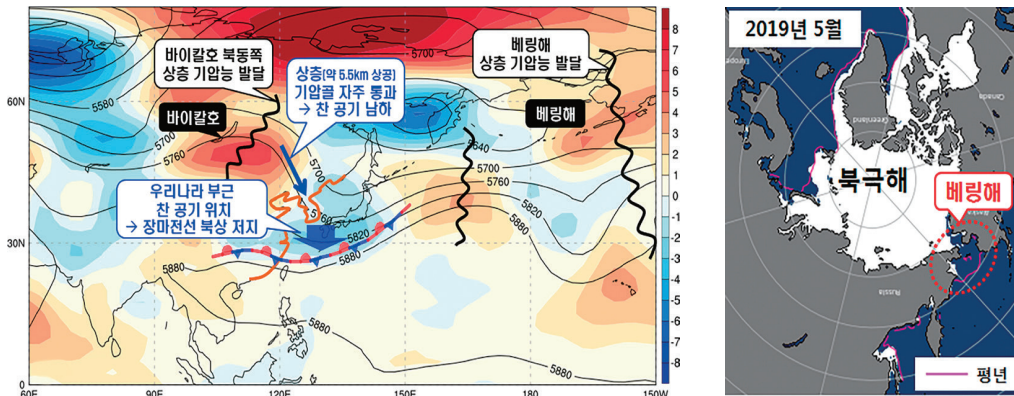 바이칼호 북동쪽
상층 기압능 발달
상층[약 5.5km 상공]
기압골 자주 통과
→ 찬 공기 남하
베링해
상층 기압능 발달
바이칼호
베링해
우리나라 부근
찬 공기 위치
→ 장마전선 북상 저지
5700
5580
5700
5760
5700
5640
5700
5760
5820
5820
5880
5880
5880
5880
60N
30N
0
60E
90E
120E
150E
180
150W
8
7
6
5
4
3
2
1
0
-1
-2
-3
-4
-5
-6
-7
-8
2019년 5월
Europe
Greenland
Canada
북극해
베링해
Alaska
Russia
평년